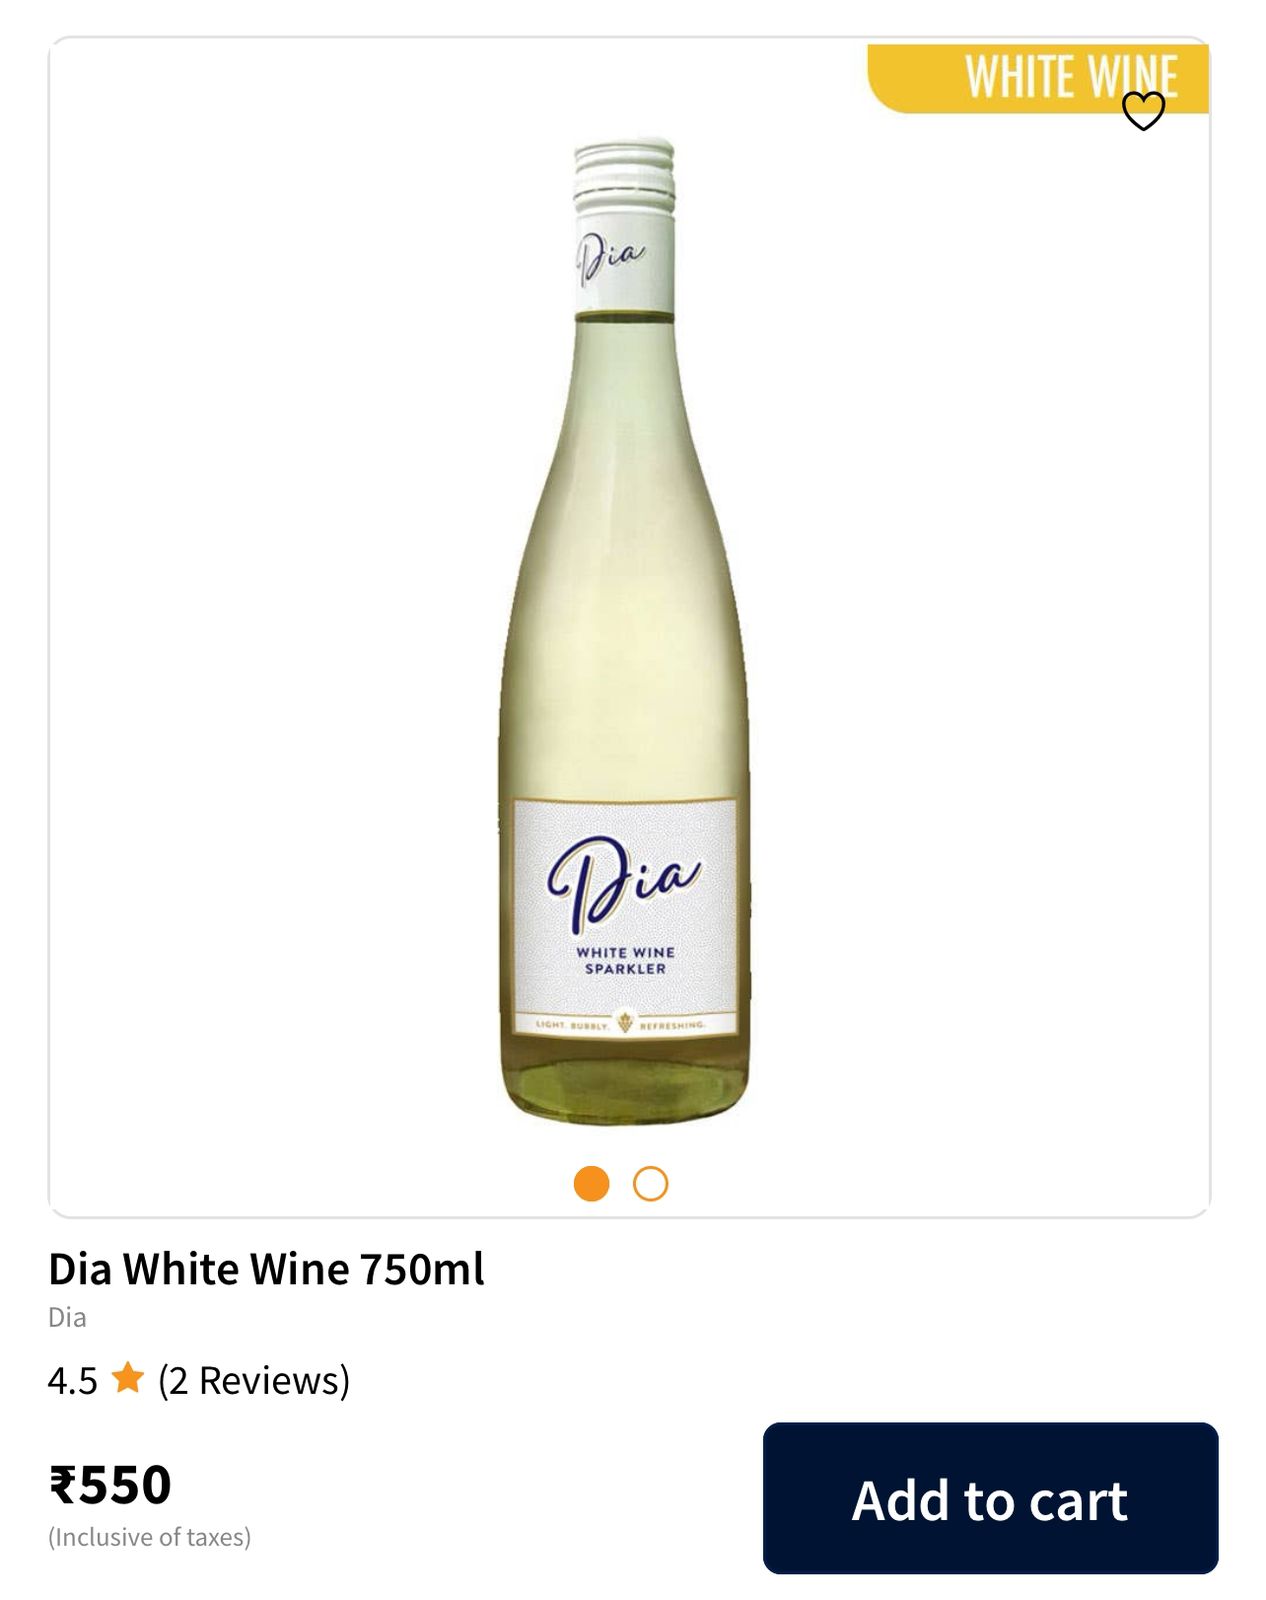 WHITE WINE
Dia
Dia
WHITE WINE
SPARKLER
LIGHT. BUBBLY. REFRESHING.
Dia White Wine 750ml
Dia
4.5 (2 Reviews)
₹550
(Inclusive of taxes)
Add to cart